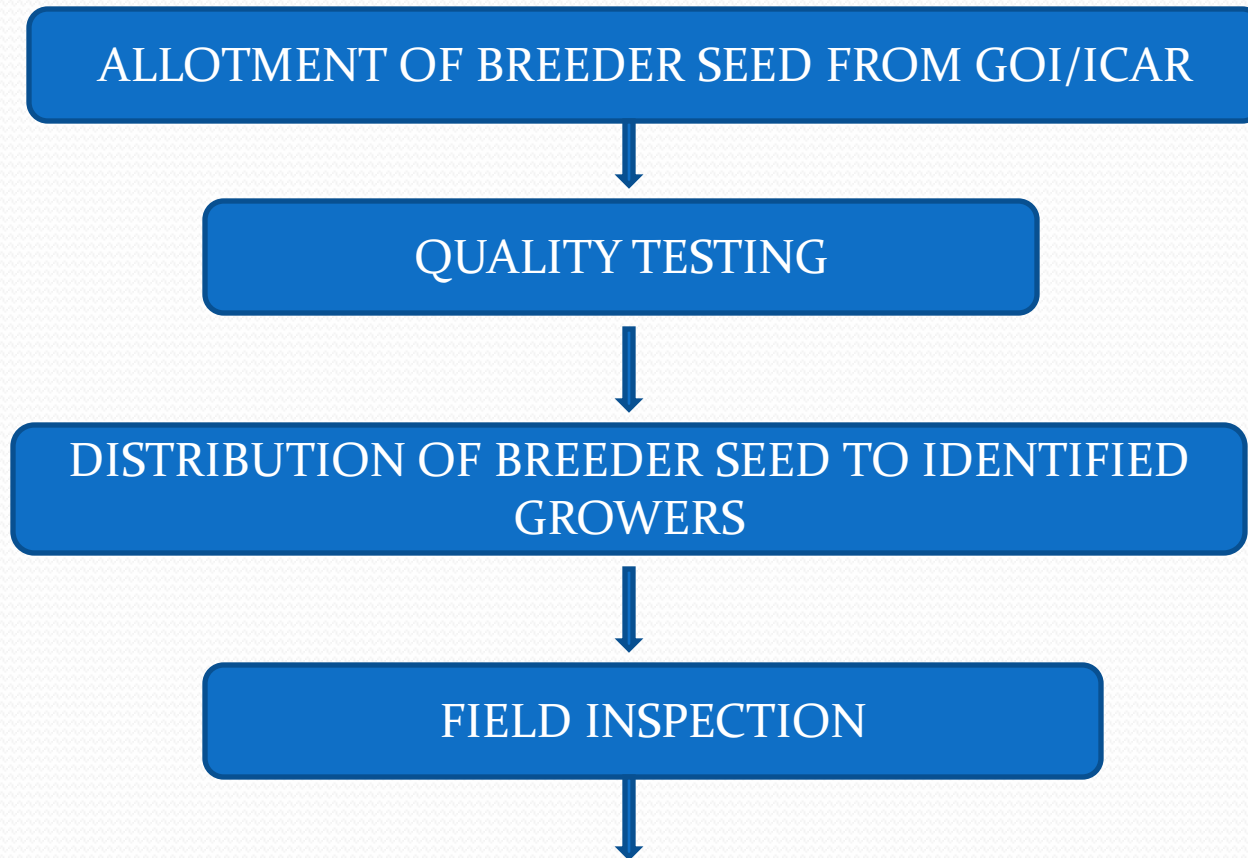 ALLOTMENT OF BREEDER SEED FROM GOI/ICAR
QUALITY TESTING
DISTRIBUTION OF BREEDER SEED TO IDENTIFIED
GROWERS
FIELD INSPECTION